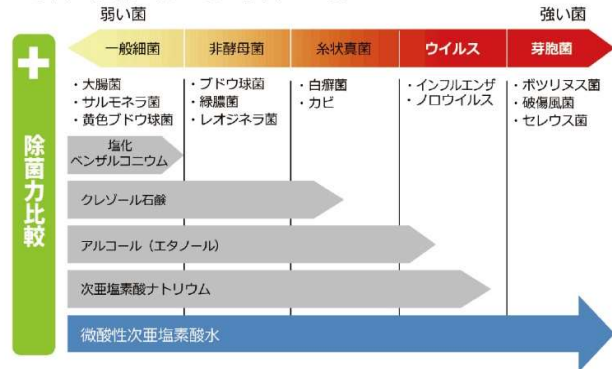 弱い菌
強い菌
一般細菌
非酵母菌
糸状真菌
ウイルス
芽胞菌
・大腸菌
・サルモネラ菌
・黄色ブドウ球菌
・ブドウ球菌
・緑膿菌
・レオジネラ菌
・白癬菌
・カビ
・インフルエンザ
・ノロウイルス
・ボツリヌス菌
・破傷風菌
・セレウス菌
除菌力比較
塩化
ベンザルコニウム
クレゾール石鹸
アルコール（エタノール）
次亜塩素酸ナトリウム
微酸性次亜塩素酸水